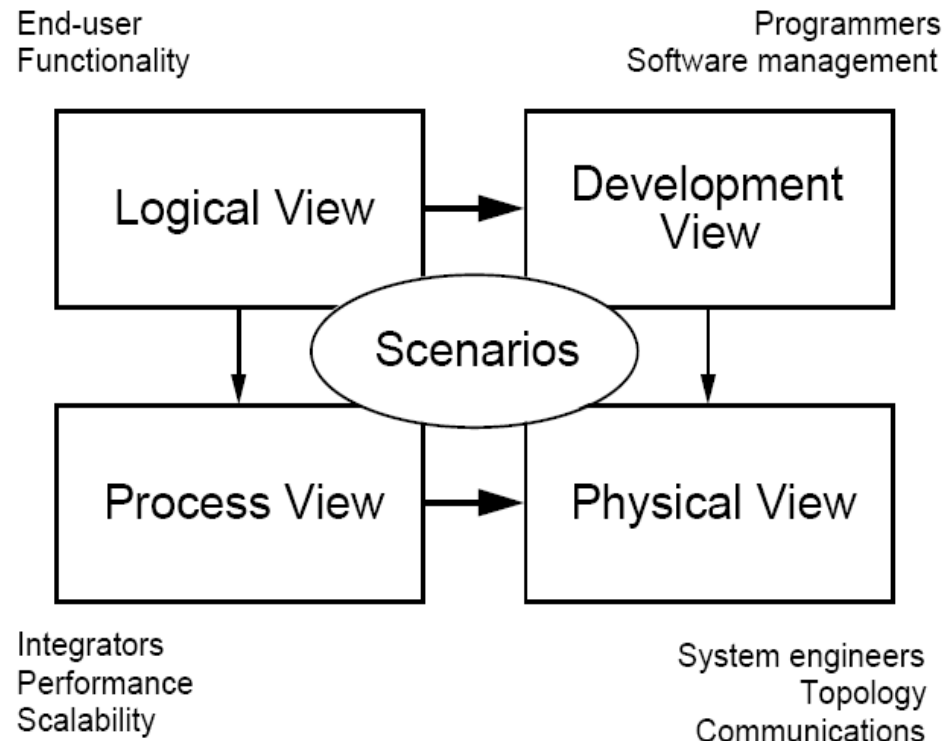 End-user
Functionality
Programmers
Software management
Logical View
Development
View
Scenarios
Process View
Physical View
Integrators
Performance
Scalability
System engineers
Topology
Communications